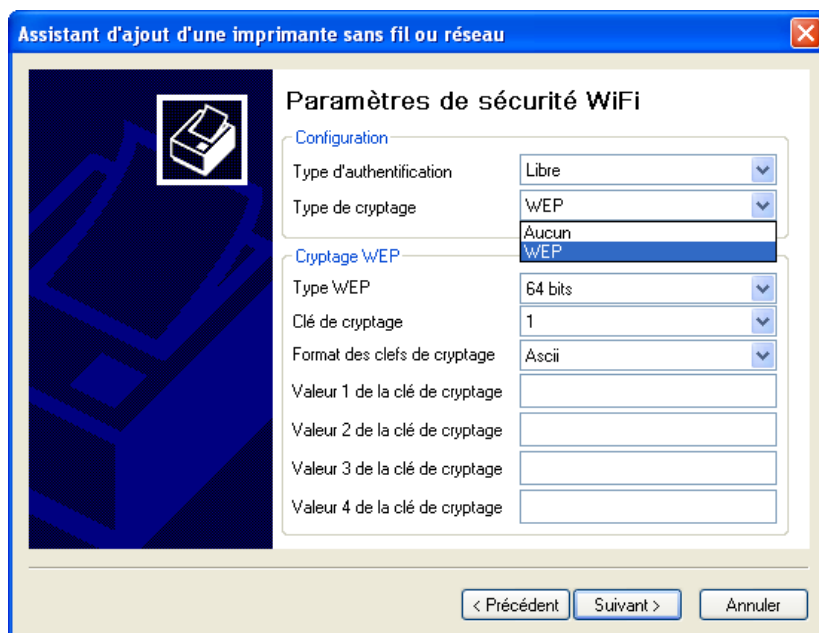 Assistant d'ajout d'une imprimante sans fil ou réseau
Paramètres de sécurité WiFi
Configuration
Type d'authentification
Libre
Type de cryptage
WEP
Aucun
WEP
Cryptage WEP
Type WEP
64 bits
Clé de cryptage
1
Format des clefs de cryptage
Ascii
Valeur 1 de la clé de cryptage
Valeur 2 de la clé de cryptage
Valeur 3 de la clé de cryptage
Valeur 4 de la clé de cryptage
< Précédent
Suivant >
Annuler